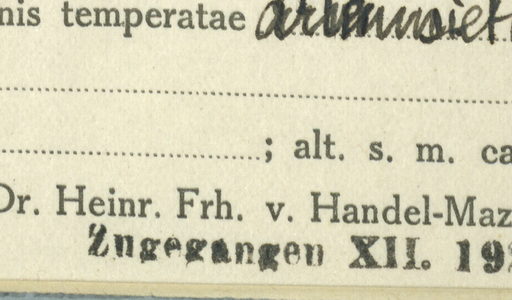 nis temperatae
; alt. s. m. ca
Dr. Heinr. Frh. v. Handel-Maz
Zugegangen XII. 19